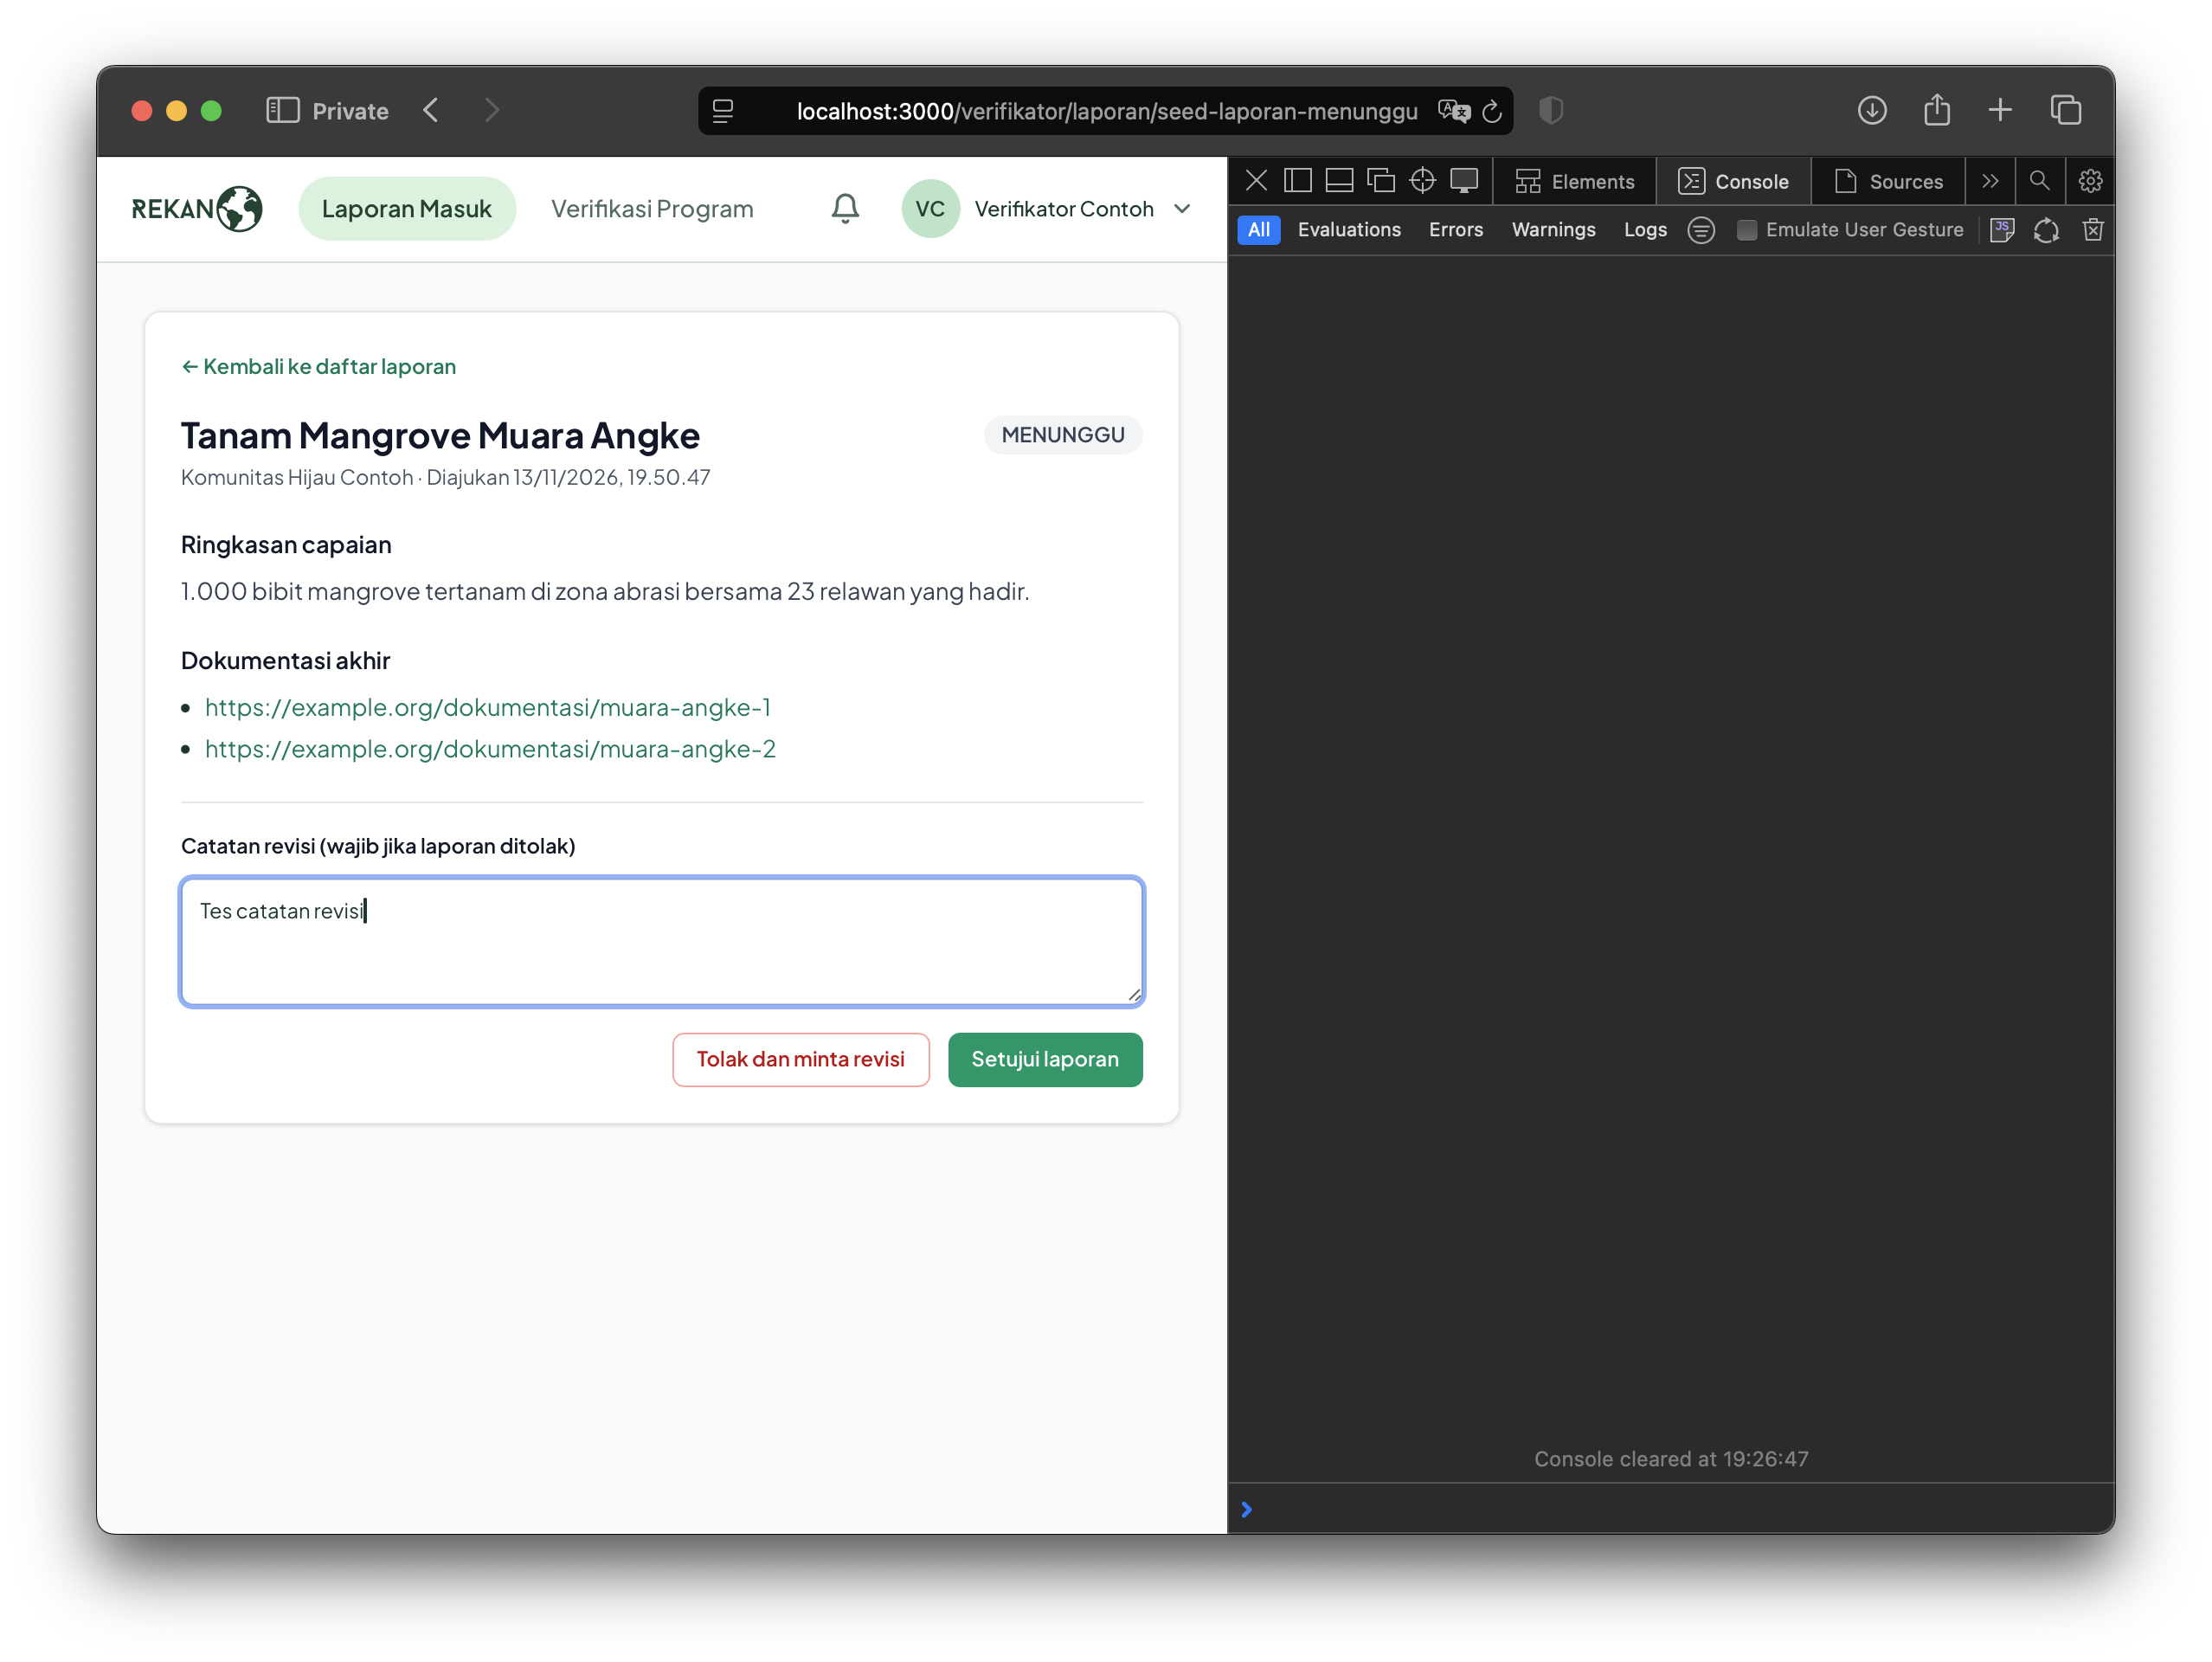 Private
localhost:3000/verifikator/laporan/seed-laporan-menunggu
REKAN
Laporan Masuk
Verifikasi Program
VC
Verifikator Contoh
← Kembali ke daftar laporan
Tanam Mangrove Muara Angke
MENUNGGU
Komunitas Hijau Contoh · Diajukan 13/11/2026, 19.50.47
Ringkasan capaian
1.000 bibit mangrove tertanam di zona abrasi bersama 23 relawan yang hadir.
Dokumentasi akhir
• https://example.org/dokumentasi/muara-angke-1
• https://example.org/dokumentasi/muara-angke-2
Catatan revisi (wajib jika laporan ditolak)
Tes catatan revisi
Tolak dan minta revisi
Setujui laporan
Elements
Console
Sources
All
Evaluations
Errors
Warnings
Logs
Emulate User Gesture
JS
Console cleared at 19:26:47